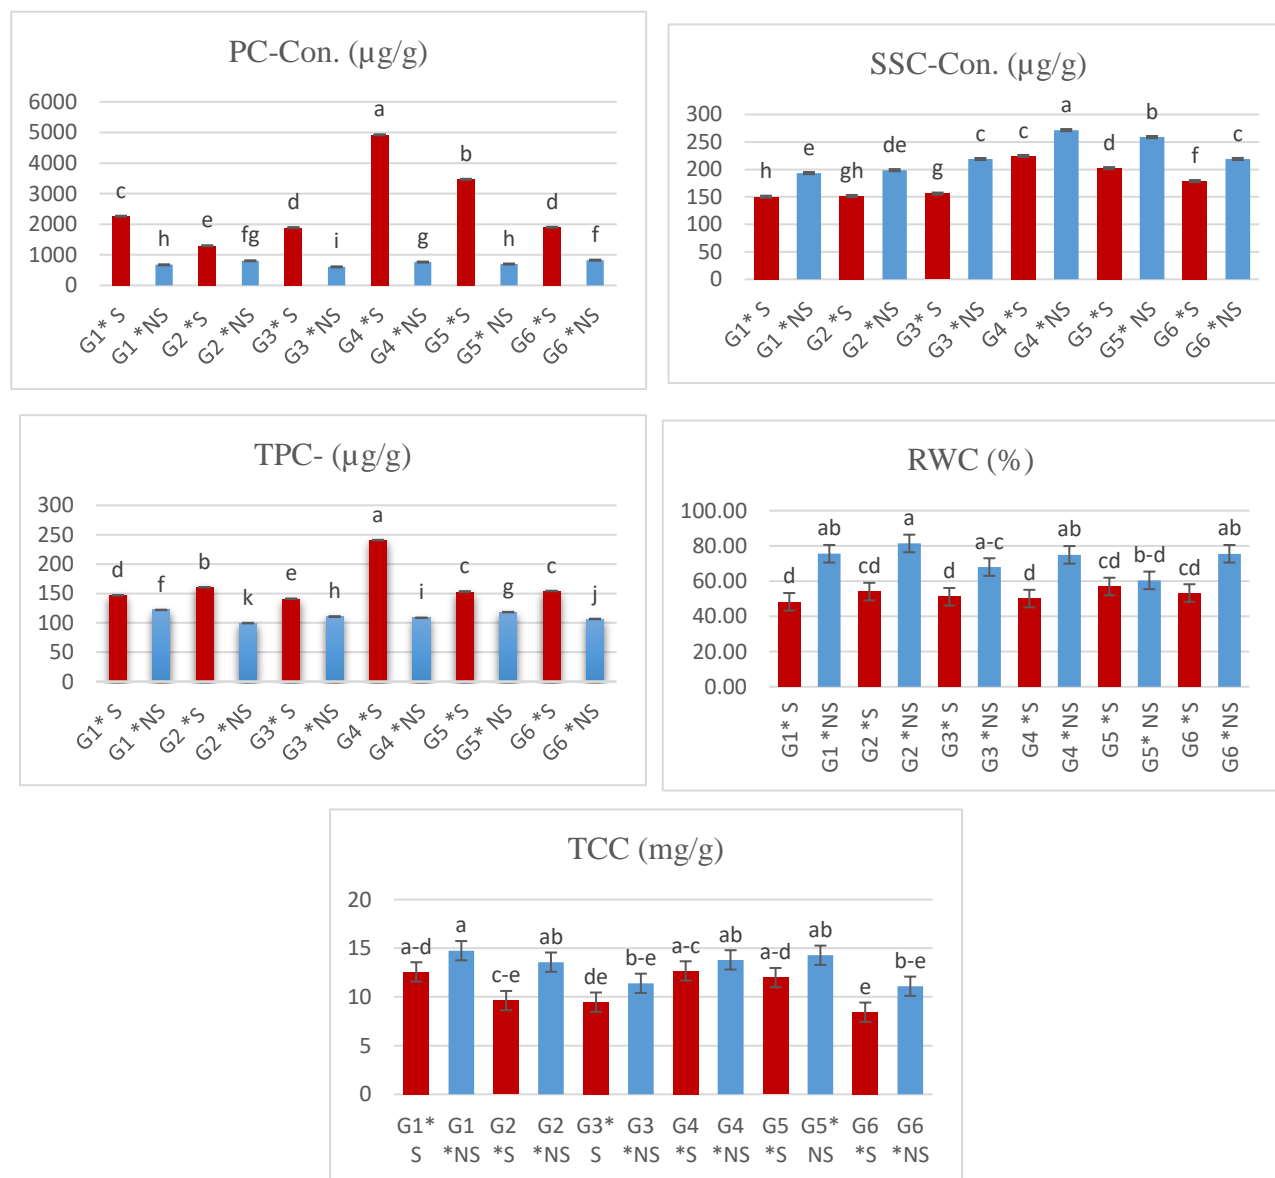 PC-Con. (µg/g)
6000
5000
4000
3000
2000
1000
0
c
h
e
fg
d
i
a
g
b
h
d
f
G1* S
G1 *NS
G2 *S
G2 *NS
G3* S
G3 *NS
G4 *S
G4 *NS
G5 *S
G5* NS
G6 *S
G6 *NS
SSC-Con. (µg/g)
300
250
200
150
100
50
0
h
e
gh
de
g
c
c
a
d
b
f
c
G1* S
G1 *NS
G2 *S
G2 *NS
G3* S
G3 *NS
G4 *S
G4 *NS
G5 *S
G5* NS
G6 *S
G6 *NS
TPC- (µg/g)
300
250
200
150
100
50
0
d
f
b
k
e
h
a
i
c
g
c
j
G1* S
G1 *NS
G2 *S
G2 *NS
G3* S
G3 *NS
G4 *S
G4 *NS
G5 *S
G5* NS
G6 *S
G6 *NS
RWC (%)
100.00
80.00
60.00
40.00
20.00
0.00
d
ab
cd
a
d
a-c
d
ab
cd
b-d
cd
ab
G1* S
G1 *NS
G2 *S
G2 *NS
G3* S
G3 *NS
G4 *S
G4 *NS
G5 *S
G5* NS
G6 *S
G6 *NS
TCC (mg/g)
20
15
10
5
0
a-d
a
c-e
ab
de
b-e
a-c
ab
a-d
ab
e
b-e
G1* G1 G2 G2 G3* G3 G4 G4 G5 G5* G6 G6
S *NS *S *NS S *NS *S *NS *S NS *S *NS